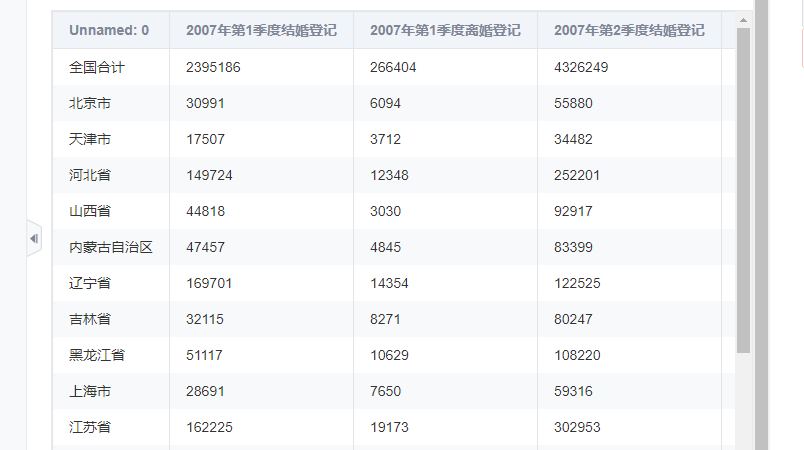 Unnamed: 0 2007年第1季度结婚登记 2007年第1季度离婚登记 2007年第2季度结婚登记
全国合计 2395186 266404 4326249
北京市 30991 6094 55880
天津市 17507 3712 34482
河北省 149724 12348 252201
山西省 44818 3030 92917
内蒙古自治区 47457 4845 83399
辽宁省 169701 14354 122525
吉林省 32115 8271 80247
黑龙江省 51117 10629 108220
上海市 28691 7650 59316
江苏省 162225 19173 302953